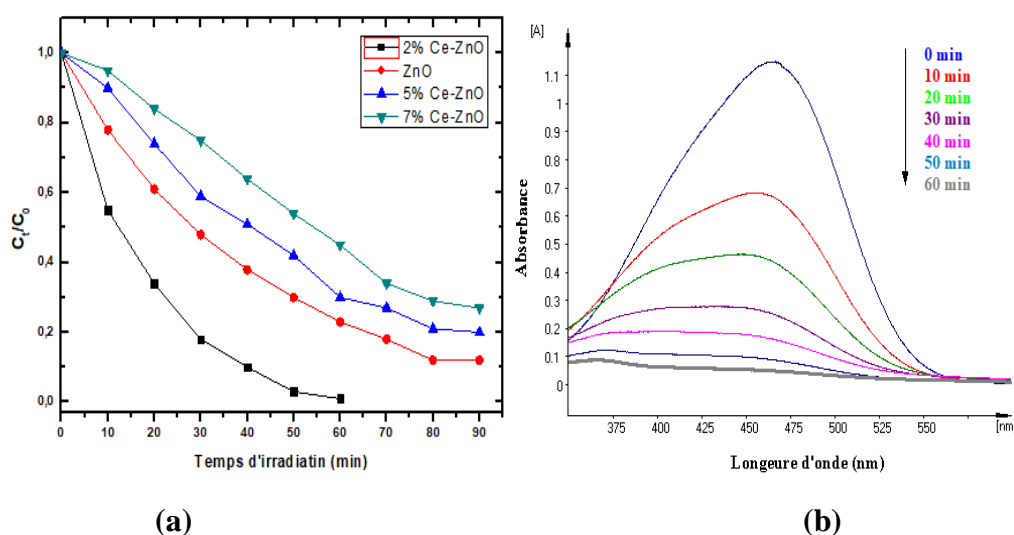 2% Ce-ZnO
ZnO
5% Ce-ZnO
7% Ce-ZnO
1,0
0,8
0,6
0,4
0,2
0,0
Ct/C0
0 10 20 30 40 50 60 70 80 90
Temps d'irradiatin (min)
(a)
[A]
0 min
10 min
20 min
30 min
40 min
50 min
60 min
1.1
1
0.9
0.8
0.7
0.6
0.5
0.4
0.3
0.2
0.1
0
Absorbance
375 400 425 450 475 500 525 550 [nm
Longeure d'onde (nm)
(b)